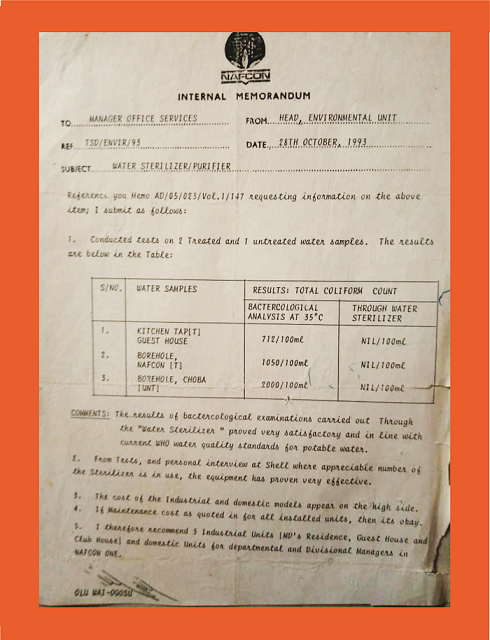 NAFCON
INTERNAL MEMORANDUM
TO MANAGER OFFICE SERVICES FROM HEAD, ENVIRONMENTAL UNIT
REF TSD/ENVIR/93 DATE 28TH OCTOBER, 1993
SUBJECT WATER STERILIZER/PURIFIER
Reference you Memo AD/05/023/Vol.1/147 requesting information on the above
item; I submit as follows:
1. Conducted tests on 2 Treated and 1 untreated water samples. The results
are below in the Table:
S/NO. WATER SAMPLES RESULTS: TOTAL COLIFORM COUNT
BACTERCOLOGICAL THROUGH WATER
ANALYSIS AT 35°C STERILIZER
1. KITCHEN TAP[T]
GUEST HOUSE 712/100ml NIL/100ml
2. BOREHOLE,
NAFCON [T] 1050/100ml NIL/100ml
3. BOREHOLE, CHOBA
[UNT] 2000/100ml NIL/100ml
COMMENTS: The results of bactercological examinations carried out Through
the "Water Sterilizer" proved very satisfactory and in line with
current WHO water quality standards for potable water.
2. From Tests, and personal interview at Shell where appreciable number of
the Sterilizer is in use, the equipment has proven very effective.
3. The cost of the Industrial and domestic models appear on the high side.
4. If Maintenance cost as quoted in for all installed units, then its okay.
5. I therefore recommend 3 Industrial Units [MD's Residence, Guest House and
Club House] and domestic Units for departmental and Divisional Managers in
NAFCON ONE.
OLU WAI-OGOSU